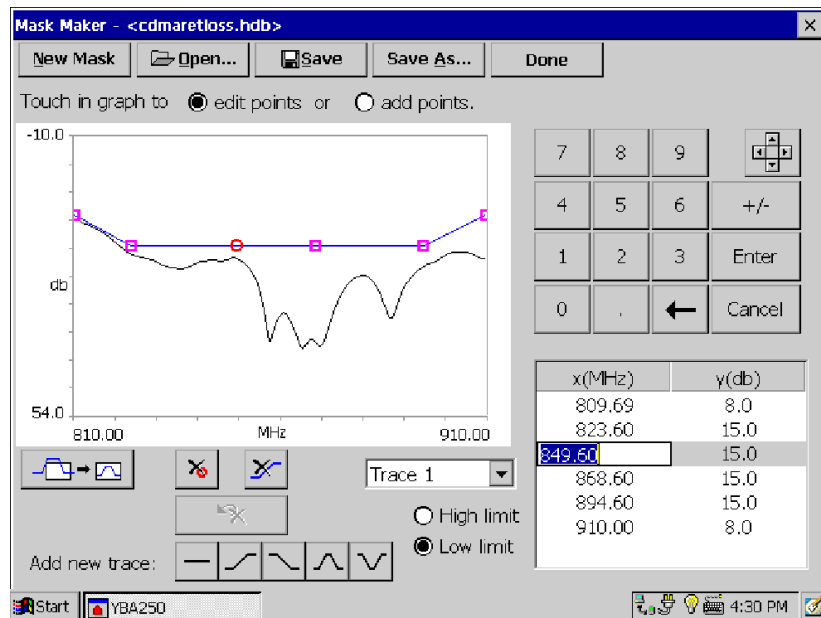 Mask Maker - <cdmaretloss.hdb>
New Mask Open... Save Save As... Done
Touch in graph to edit points or add points.
-10.0
db
54.0
810.00 MHz 910.00
7 8 9
4 5 6 +/-
1 2 3 Enter
0 . Cancel
x(MHz) y(db)
809.69 8.0
823.60 15.0
849.60 15.0
868.60 15.0
894.60 15.0
910.00 8.0
Trace 1
High limit
Low limit
Add new trace:
Start YBA250 4:30 PM